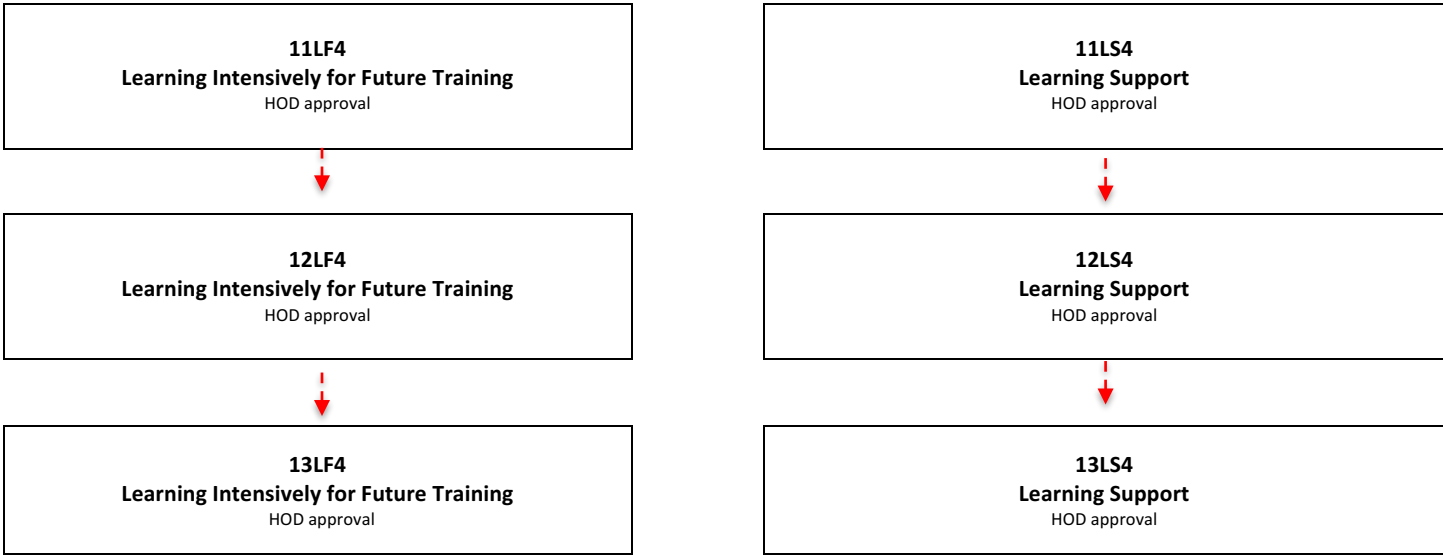 11LF4
Learning Intensively for Future Training
HOD approval
11LS4
Learning Support
HOD approval
12LF4
Learning Intensively for Future Training
HOD approval
12LS4
Learning Support
HOD approval
13LF4
Learning Intensively for Future Training
HOD approval
13LS4
Learning Support
HOD approval